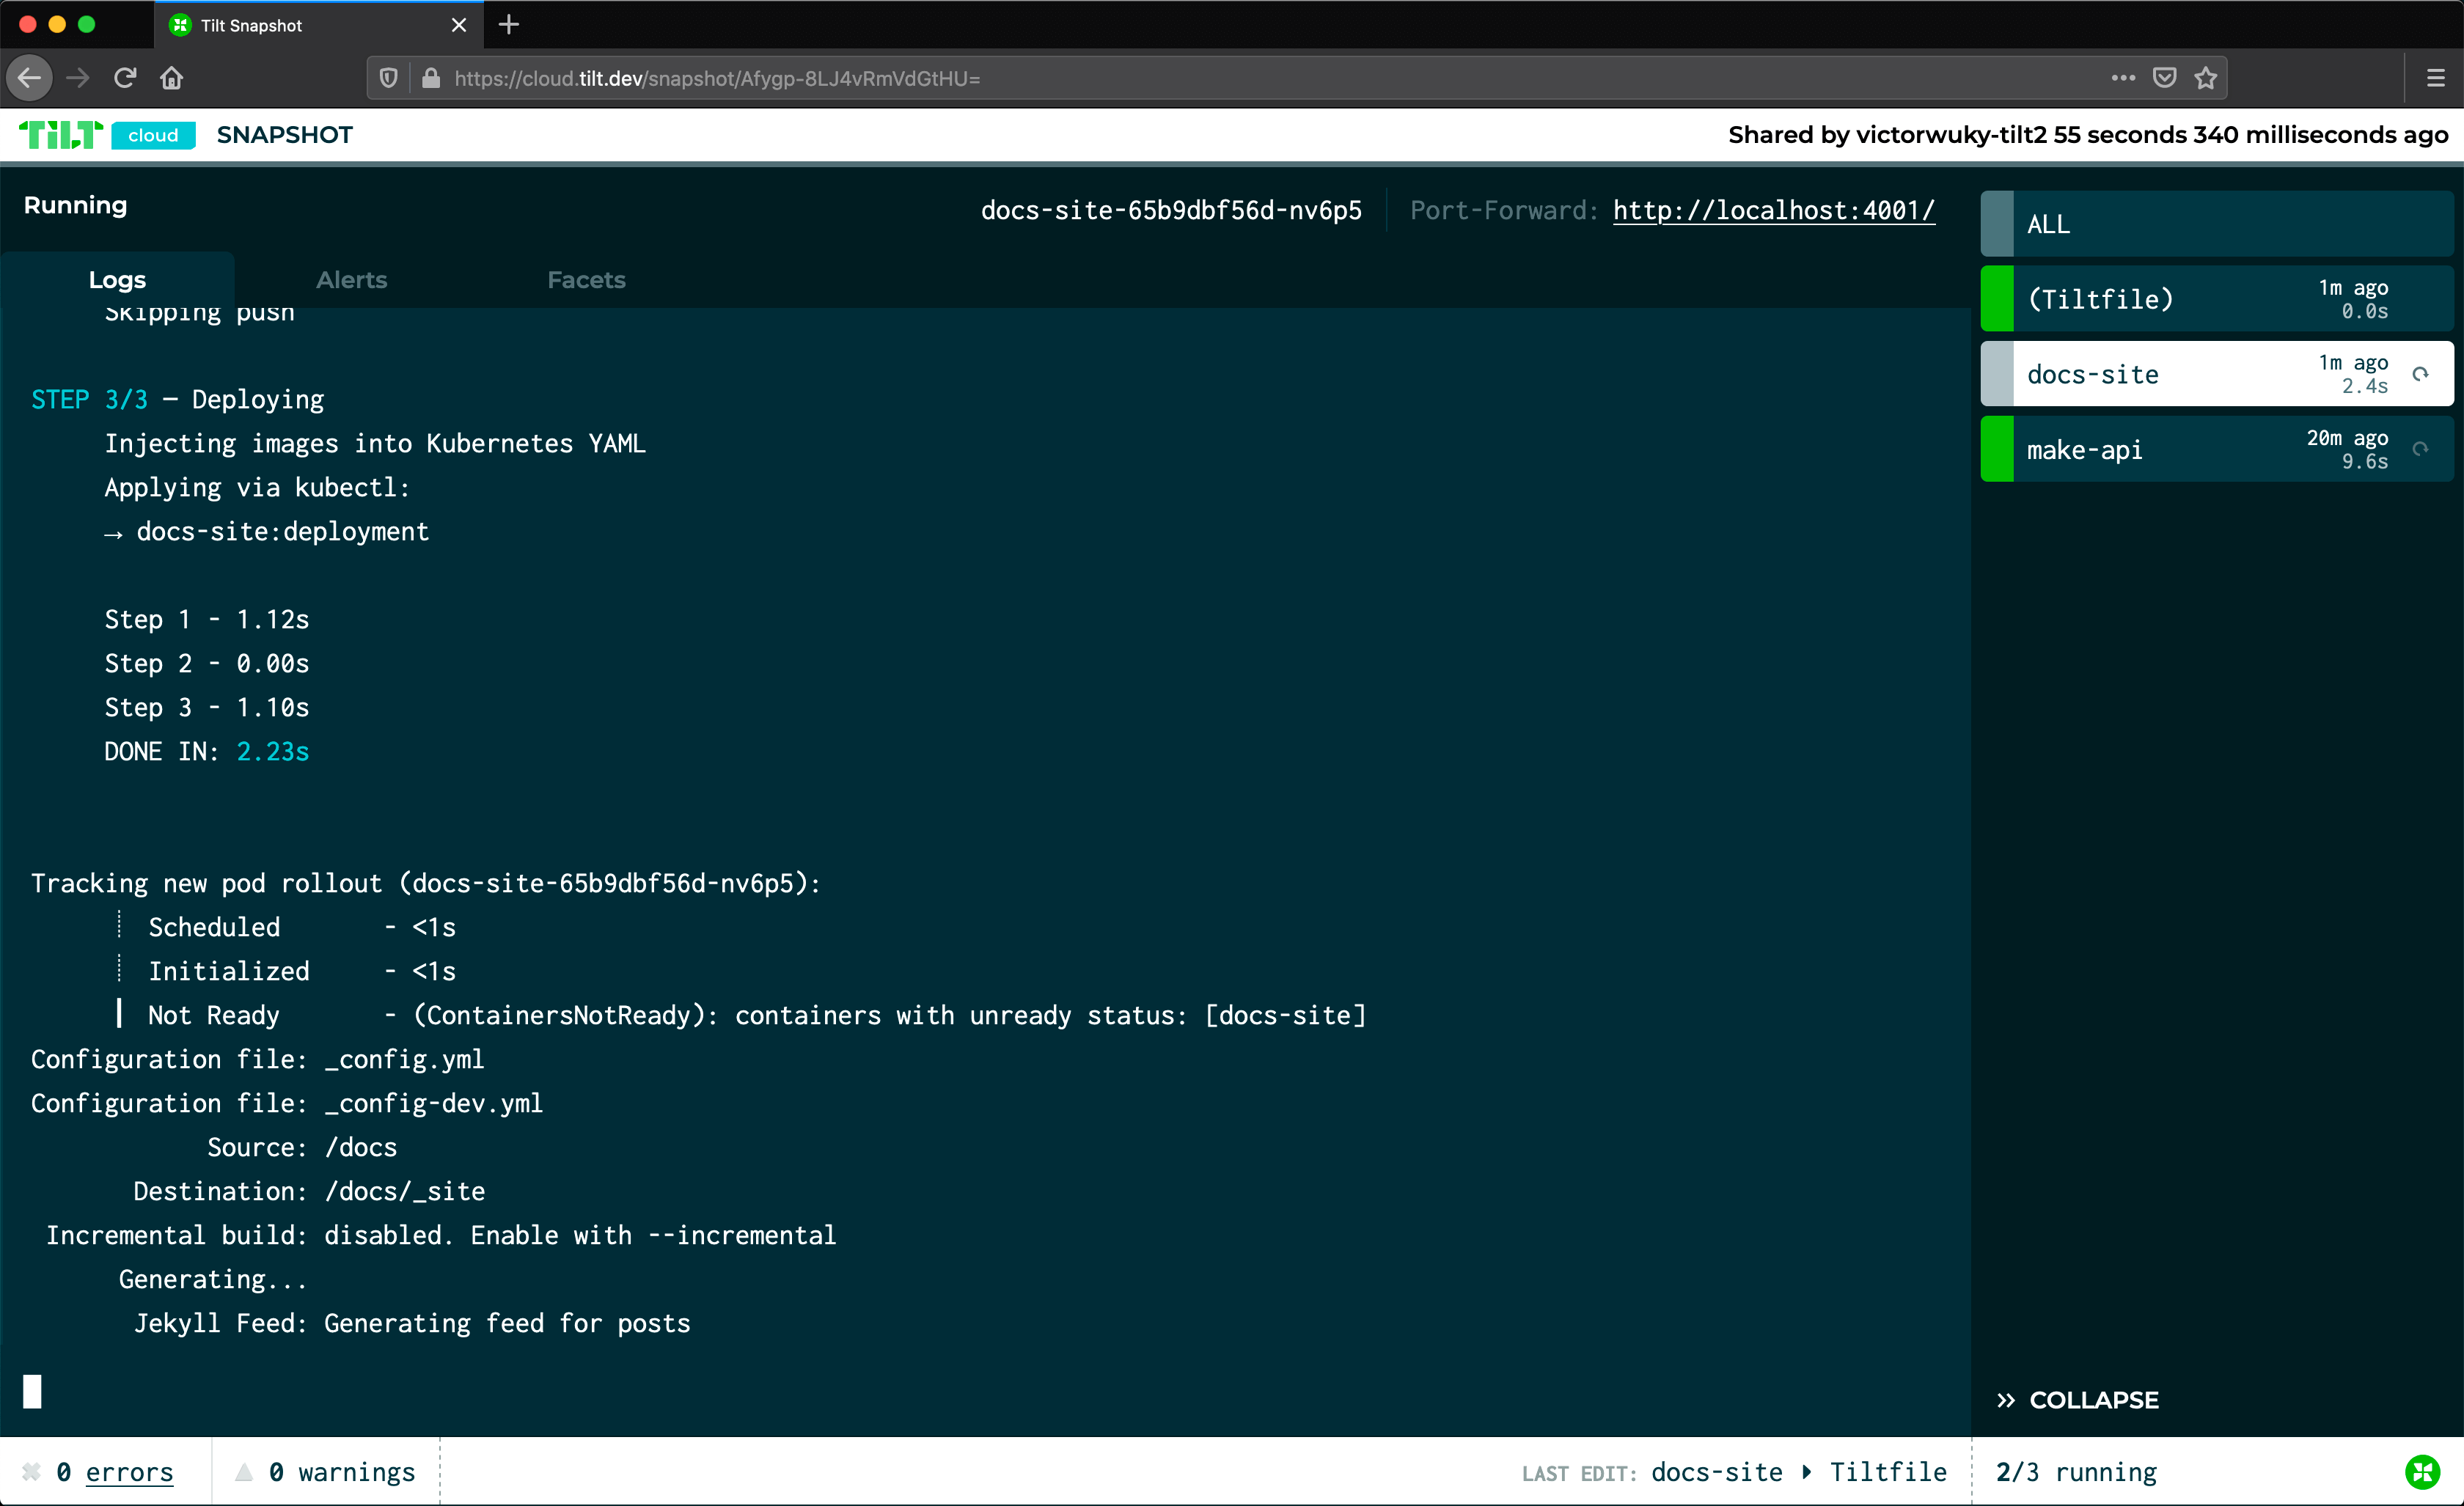 Tilt Snapshot
https://cloud.tilt.dev/snapshot/Afygp-8LJ4vRmVdGtHU=
TILT cloud SNAPSHOT
Shared by victorwuky-tilt2 55 seconds 340 milliseconds ago
Running
docs-site-65b9dbf56d-nv6p5
Port-Forward: http://localhost:4001/
Logs Alerts Facets
Skipping push
STEP 3/3 — Deploying
Injecting images into Kubernetes YAML
Applying via kubectl:
→ docs-site:deployment
Step 1 - 1.12s
Step 2 - 0.00s
Step 3 - 1.10s
DONE IN: 2.23s
Tracking new pod rollout (docs-site-65b9dbf56d-nv6p5):
┊ Scheduled - <1s
┊ Initialized - <1s
┃ Not Ready - (ContainersNotReady): containers with unready status: [docs-site]
Configuration file: _config.yml
Configuration file: _config-dev.yml
Source: /docs
Destination: /docs/_site
Incremental build: disabled. Enable with --incremental
Generating...
Jekyll Feed: Generating feed for posts
ALL
(Tiltfile) 1m ago
0.0s
docs-site 1m ago
2.4s
make-api 20m ago
9.6s
COLLAPSE
0 errors
0 warnings
LAST EDIT: docs-site ‣ Tiltfile
2/3 running